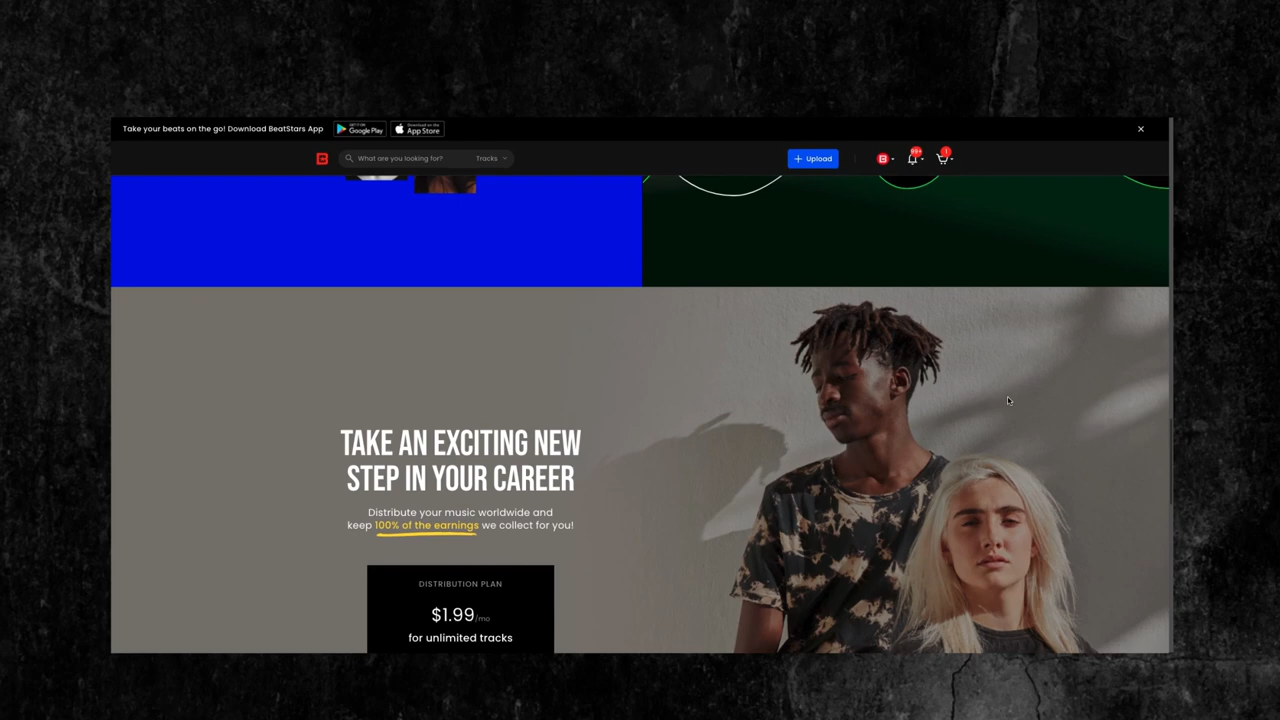 Take your beats on the go! Download BeatStars App
GET IT ON
Google Play
Download on the
App Store
What are you looking for?
Tracks
+ Upload
99+
1
TAKE AN EXCITING NEW
STEP IN YOUR CAREER
Distribute your music worldwide and
keep 100% of the earnings we collect for you!
DISTRIBUTION PLAN
$1.99/mo
for unlimited tracks